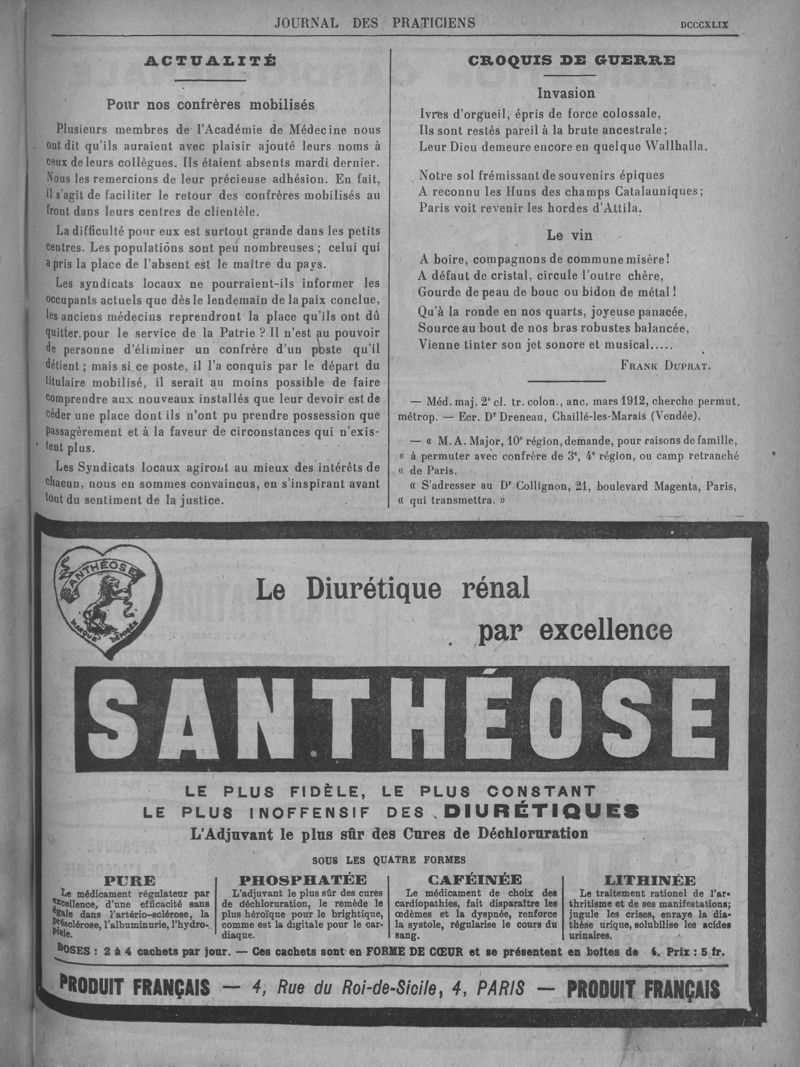 JOURNAL DES PRATICIENS
DCCCXLIX
ACTUALITÉ
Pour nos confrères mobilisés
Plusieurs membres de l'Académie de Médecine nous
ont dit qu'ils auraient avec plaisir ajouté leurs noms à
ceux de leurs collègues. Ils étaient absents mardi dernier.
Nous les remercions de leur précieuse adhésion. En fait,
il s'agit de faciliter le retour des confrères mobilisés au
front dans leurs centres de clientèle.
La difficulté pour eux est surtout grande dans les petits
centres. Les populations sont peu nombreuses ; celui qui
a pris la place de l'absent est le maître du pays.
Les syndicats locaux ne pourraient-ils informer les
occupants actuels que dès le lendemain de la paix conclue,
les anciens médecins reprendront la place qu'ils ont dû
quitter, pour le service de la Patrie ? Il n'est au pouvoir
de personne d'éliminer un confrère d'un poste qu'il
détient ; mais si ce poste, il l'a conquis par le départ du
titulaire mobilisé, il serait au moins possible de faire
comprendre aux nouveaux installés que leur devoir est de
céder une place dont ils n'ont pu prendre possession que
passagèrement et à la faveur de circonstances qui n'exis-
tent plus.
Les Syndicats locaux agiront au mieux des intérêts de
chacun, nous en sommes convaincus, en s'inspirant avant
tout du sentiment de la justice.
CROQUIS DE GUERRE
Invasion
Ivres d'orgueil, épris de force colossale,
Ils sont restés pareil à la brute ancestrale ;
Leur Dieu demeure encore en quelque Wallhalla.
Notre sol frémissant de souvenirs épiques
A reconnu les Huns des champs Catalauniques ;
Paris voit revenir les hordes d'Attila.
Le vin
A boire, compagnons de commune misère !
A défaut de cristal, circule l'outre chère,
Gourde de peau de bouc ou bidon de métal !
Qu'à la ronde en nos quarts, joyeuse panacée,
Source au bout de nos bras robustes balancée,
Vienne tinter son jet sonore et musical.....
FRANK DUPRAT.
— Méd. maj. 2e cl. tr. colon., anc. mars 1912, cherche permut.
métrop. — Ecr. Dr Dreneau, Chaillé-les-Marais (Vendée).
— « M. A. Major, 10e région, demande, pour raisons de famille,
« à permuter avec confrère de 3e, 4e région, ou camp retranché
« de Paris.
« S'adresser au Dr Collignon, 21, boulevard Magenta, Paris,
« qui transmettra. »
SANTHÉOSE
MARQUE DÉPOSÉE
Le Diurétique rénal
par excellence
SANTHÉOSE
LE PLUS FIDÈLE, LE PLUS CONSTANT
LE PLUS INOFFENSIF DES DIURÉTIQUES
L'Adjuvant le plus sûr des Cures de Déchloruration
SOUS LES QUATRE FORMES
PURE
Le médicament régulateur par
excellence, d'une efficacité sans
égale dans l'artério-sclérose, la
présclérose, l'albuminurie, l'hydro-
pisie.
PHOSPHATÉE
L'adjuvant le plus sûr des cures
de déchloruration, le remède le
plus héroïque pour le brightique,
comme est la digitale pour le car-
diaque.
CAFÉINÉE
Le médicament de choix des
cardiopathies, fait disparaître les
œdèmes et la dyspnée, renforce
la systole, régularise le cours du
sang.
LITHINÉE
Le traitement rationel de l'ar-
thritisme et de ses manifestations ;
jugule les crises, enraye la dia-
thèse urique, solubilise les acides
urinaires.
DOSES : 2 à 4 cachets par jour. — Ces cachets sont en FORME DE CŒUR et se présentent en boîtes de 4. Prix : 5 fr.
PRODUIT FRANÇAIS — 4, Rue du Roi-de-Sicile, 4, PARIS — PRODUIT FRANÇAIS